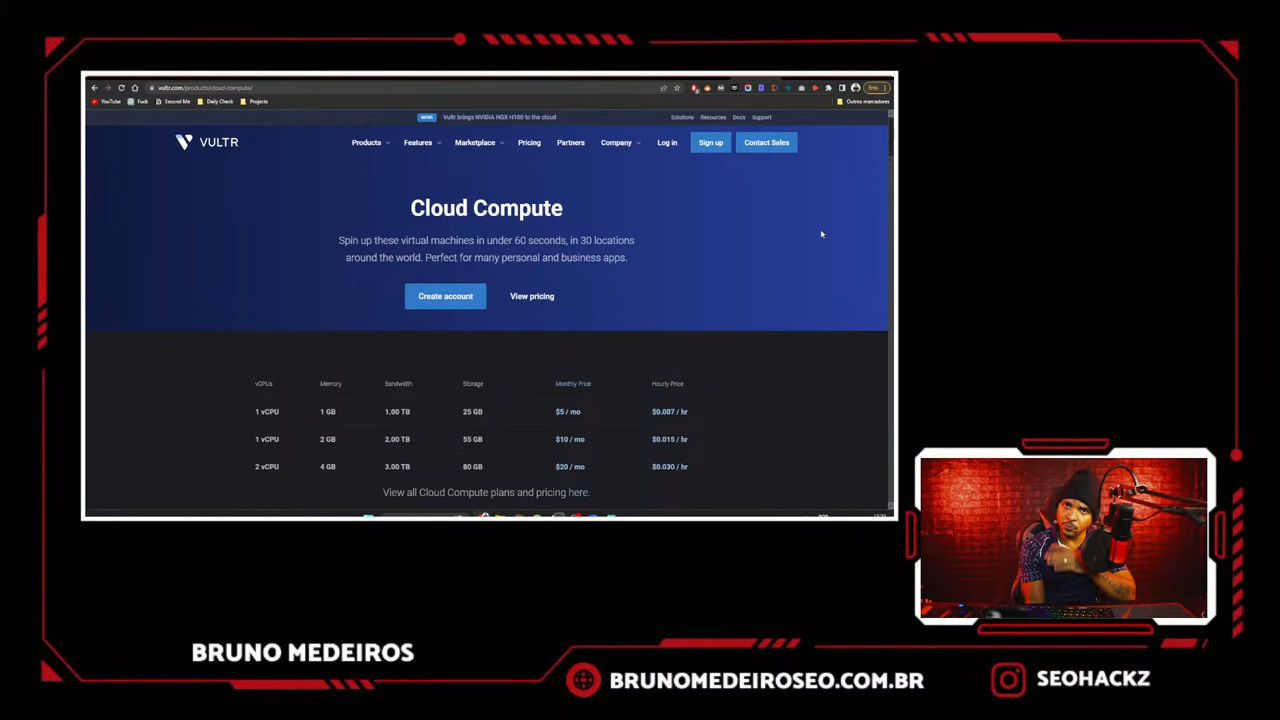 vultr.com/products/cloud-compute/
YouTube Fuck Second Me Daily Check Projects Outros marcadores
NEWS Vultr brings NVIDIA HGX H100 to the cloud Solutions Resources Docs Support
VULTR Products Features Marketplace Pricing Partners Company Log in Sign up Contact Sales
Cloud Compute
Spin up these virtual machines in under 60 seconds, in 30 locations
around the world. Perfect for many personal and business apps.
Create account View pricing
vCPUs Memory Bandwidth Storage Monthly Price Hourly Price
1 vCPU 1 GB 1.00 TB 25 GB $5 / mo $0.007 / hr
1 vCPU 2 GB 2.00 TB 55 GB $10 / mo $0.015 / hr
2 vCPU 4 GB 3.00 TB 80 GB $20 / mo $0.030 / hr
View all Cloud Compute plans and pricing here.
BRUNO MEDEIROS
BRUNOMEDEIROSEO.COM.BR
SEOHACKZ